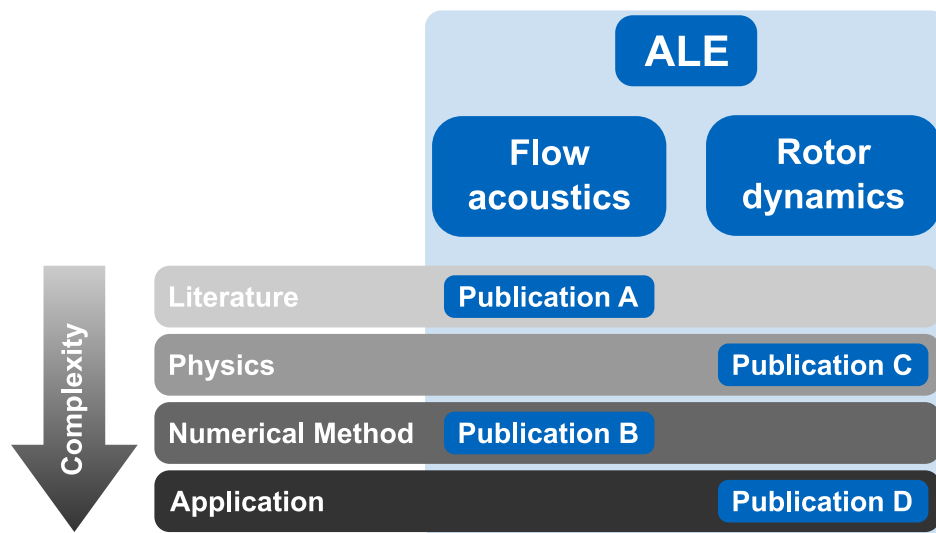 ALE
Flow
acoustics
Rotor
dynamics
Complexity
Literature
Publication A
Physics
Publication C
Numerical Method
Publication B
Application
Publication D